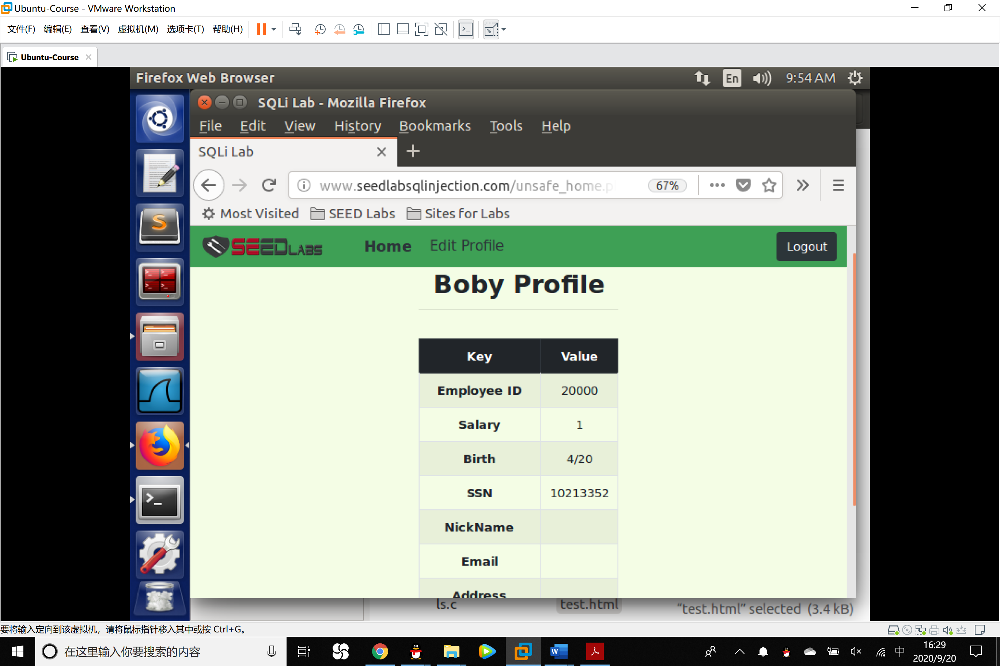 Ubuntu-Course - VMware Workstation
文件(F) 编辑(E) 查看(V) 虚拟机(M) 选项卡(T) 帮助(H)
Ubuntu-Course
Firefox Web Browser En 9:54 AM
SQLi Lab - Mozilla Firefox
File Edit View History Bookmarks Tools Help
SQLi Lab
www.seedlabsqlinjection.com/unsafe_home.p 67%
Most Visited SEED Labs Sites for Labs
SEEDLABS Home Edit Profile Logout
Boby Profile
Key Value
Employee ID 20000
Salary 1
Birth 4/20
SSN 10213352
NickName
Email
Address
ls.c test.html “test.html” selected (3.4 kB)
要将输入定向到该虚拟机，请将鼠标指针移入其中或按 Ctrl+G。
在这里输入你要搜索的内容 中 16:29
2020/9/20